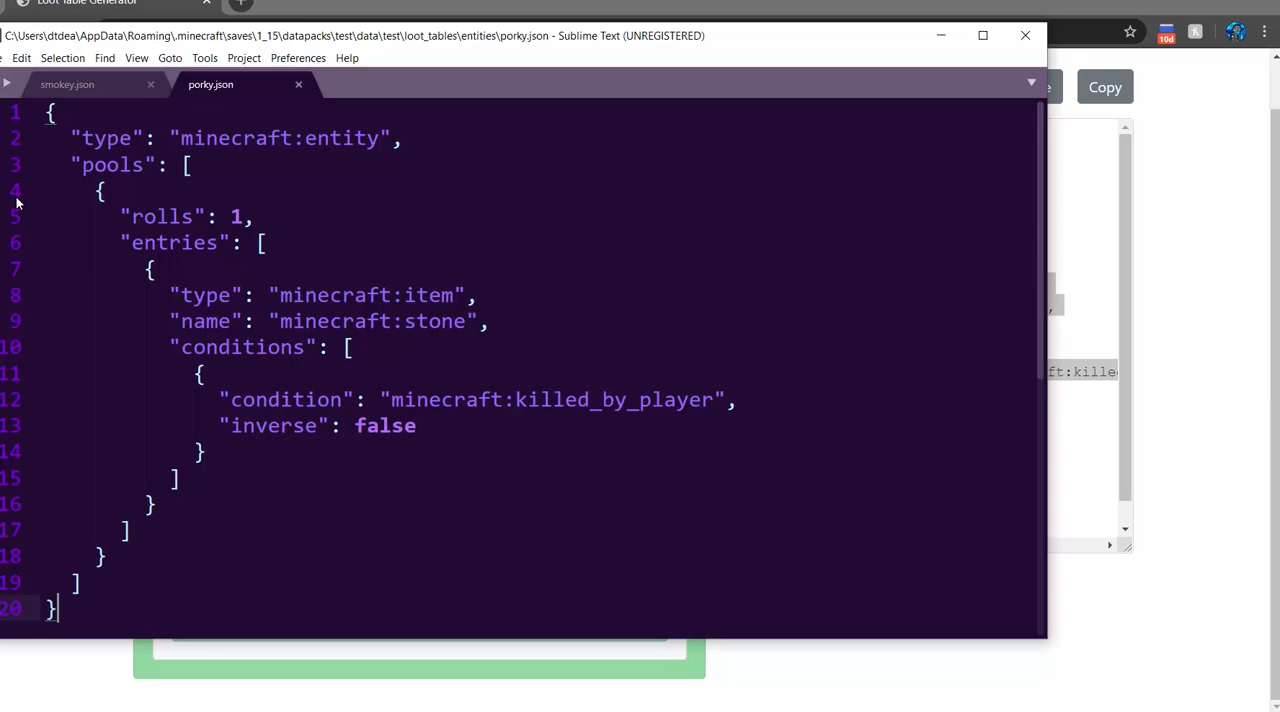 Loot Table Generator
C:\Users\dtdea\AppData\Roaming\.minecraft\saves\1_15\datapacks\test\data\test\loot_tables\entities\porky.json - Sublime Text (UNREGISTERED)
10d
e Edit Selection Find View Goto Tools Project Preferences Help
smokey.json porky.json
e Copy
1 {
2 "type": "minecraft:entity",
3 "pools": [
4 {
5 "rolls": 1,
6 "entries": [
7 {
8 "type": "minecraft:item",
9 "name": "minecraft:stone",
10 "conditions": [
11 {
12 "condition": "minecraft:killed_by_player",
13 "inverse": false
14 }
15 ]
16 }
17 ]
18 }
19 ]
20 }
,
ft:kille